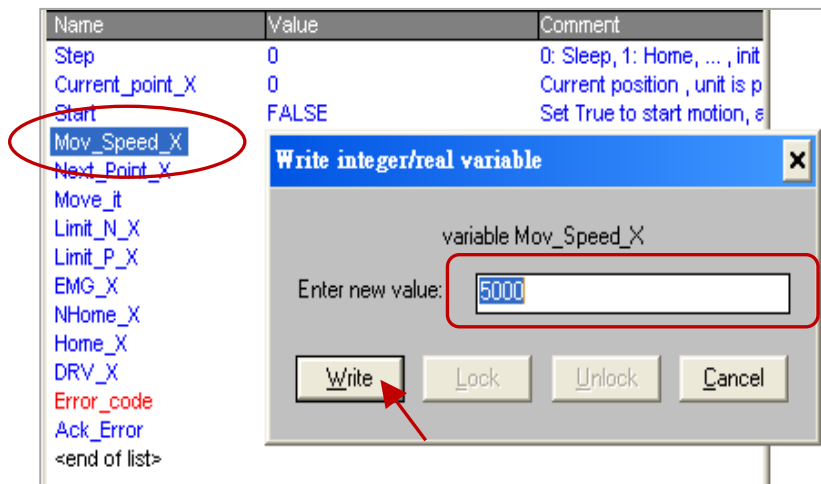 Name Value Comment
Step 0 0: Sleep, 1: Home, ... , init
Current_point_X 0 Current position , unit is p
Start FALSE Set True to start motion, a
Mov_Speed_X
Next_Point_X
Move_it
Limit_N_X
Limit_P_X
EMG_X
NHome_X
Home_X
DRV_X
Error_code
Ack_Error
<end of list>
Write integer/real variable
variable Mov_Speed_X
Enter new value: 5000
Write Lock Unlock Cancel